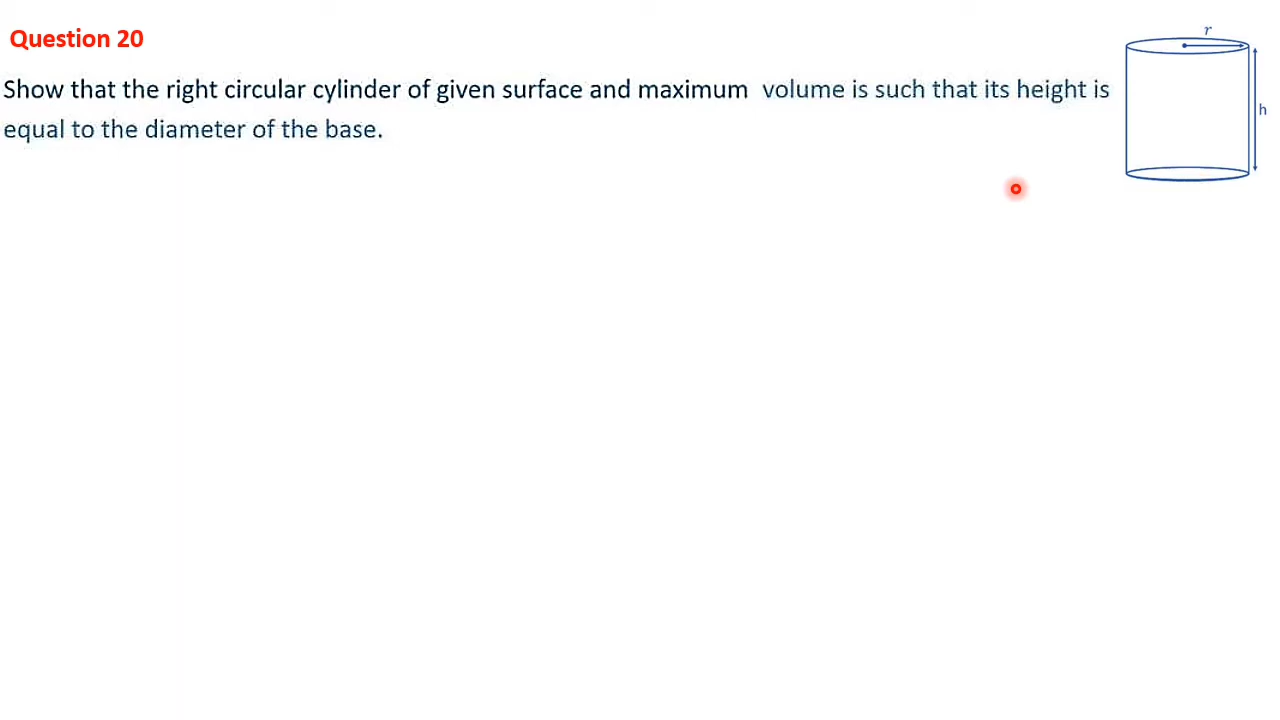 Question 20
r
Show that the right circular cylinder of given surface and maximum volume is such that its height is
h
equal to the diameter of the base.